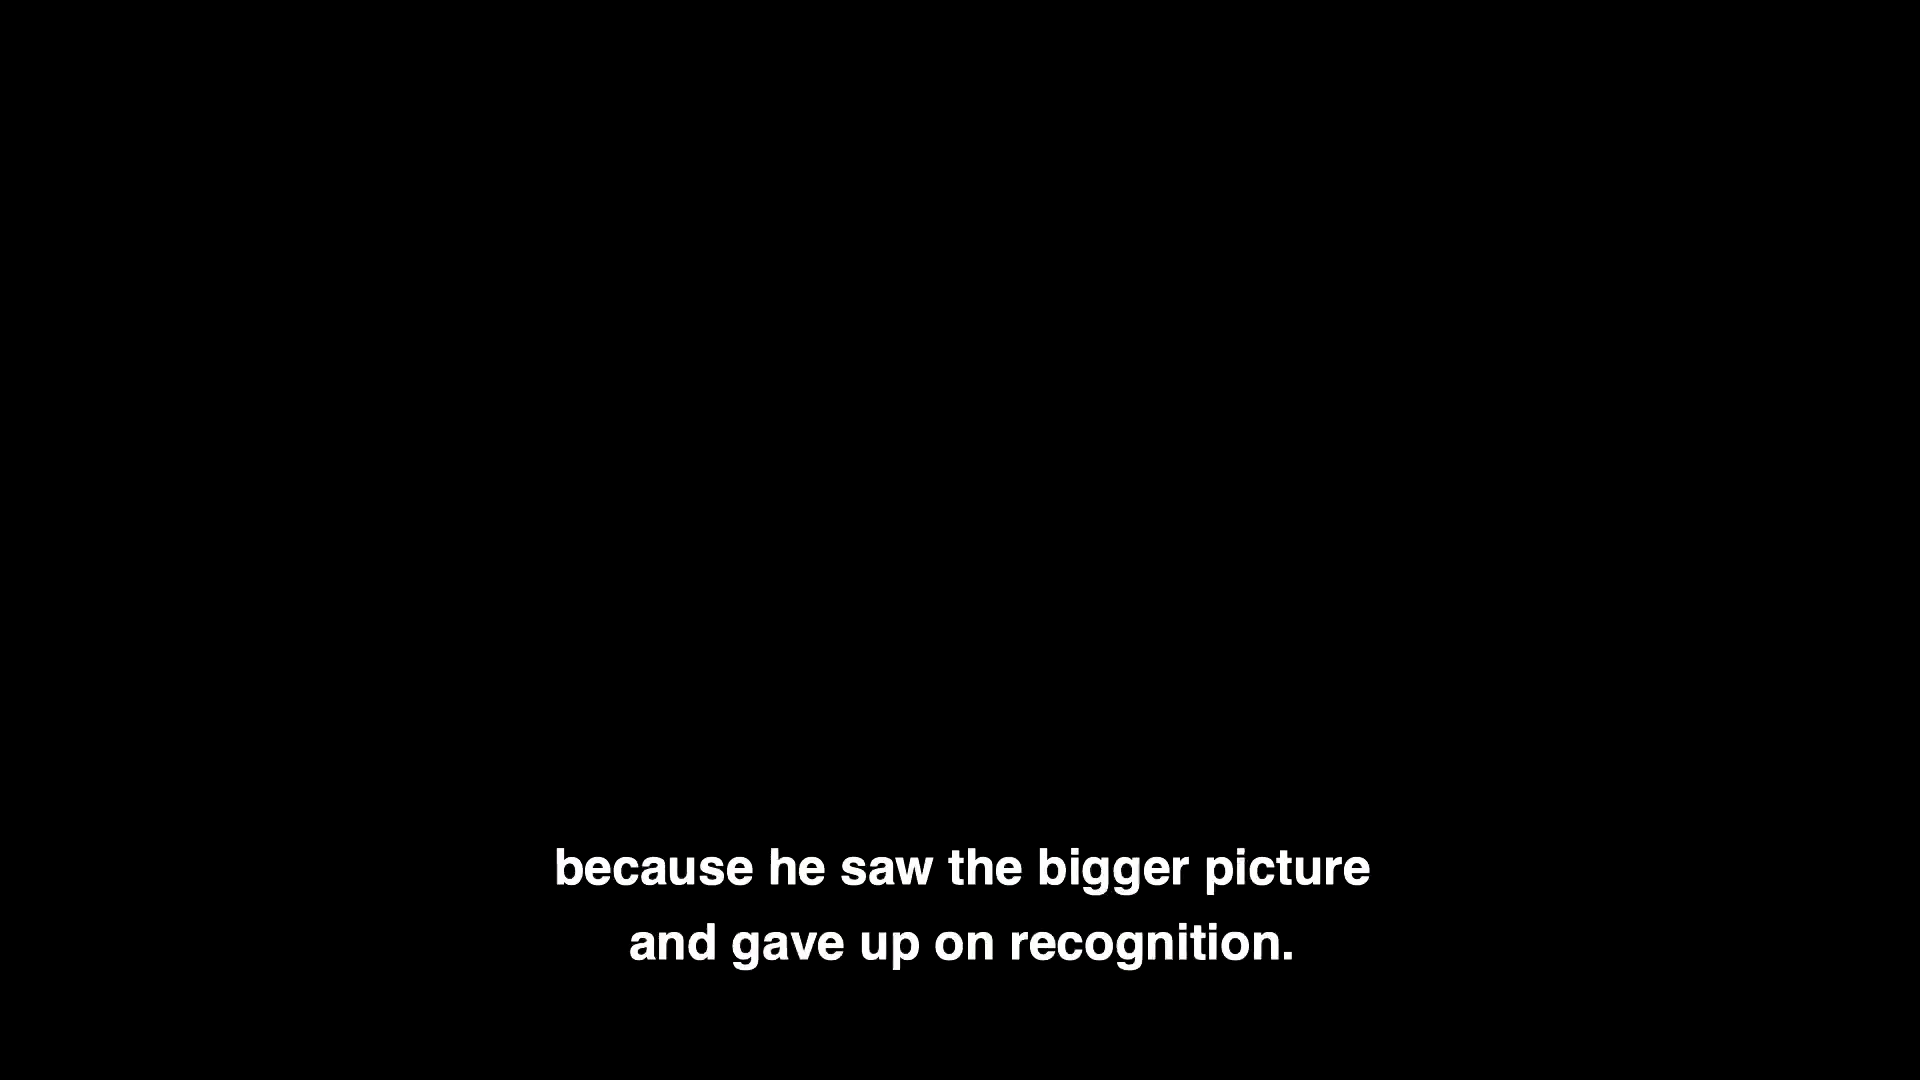 because he saw the bigger picture
and gave up on recognition.